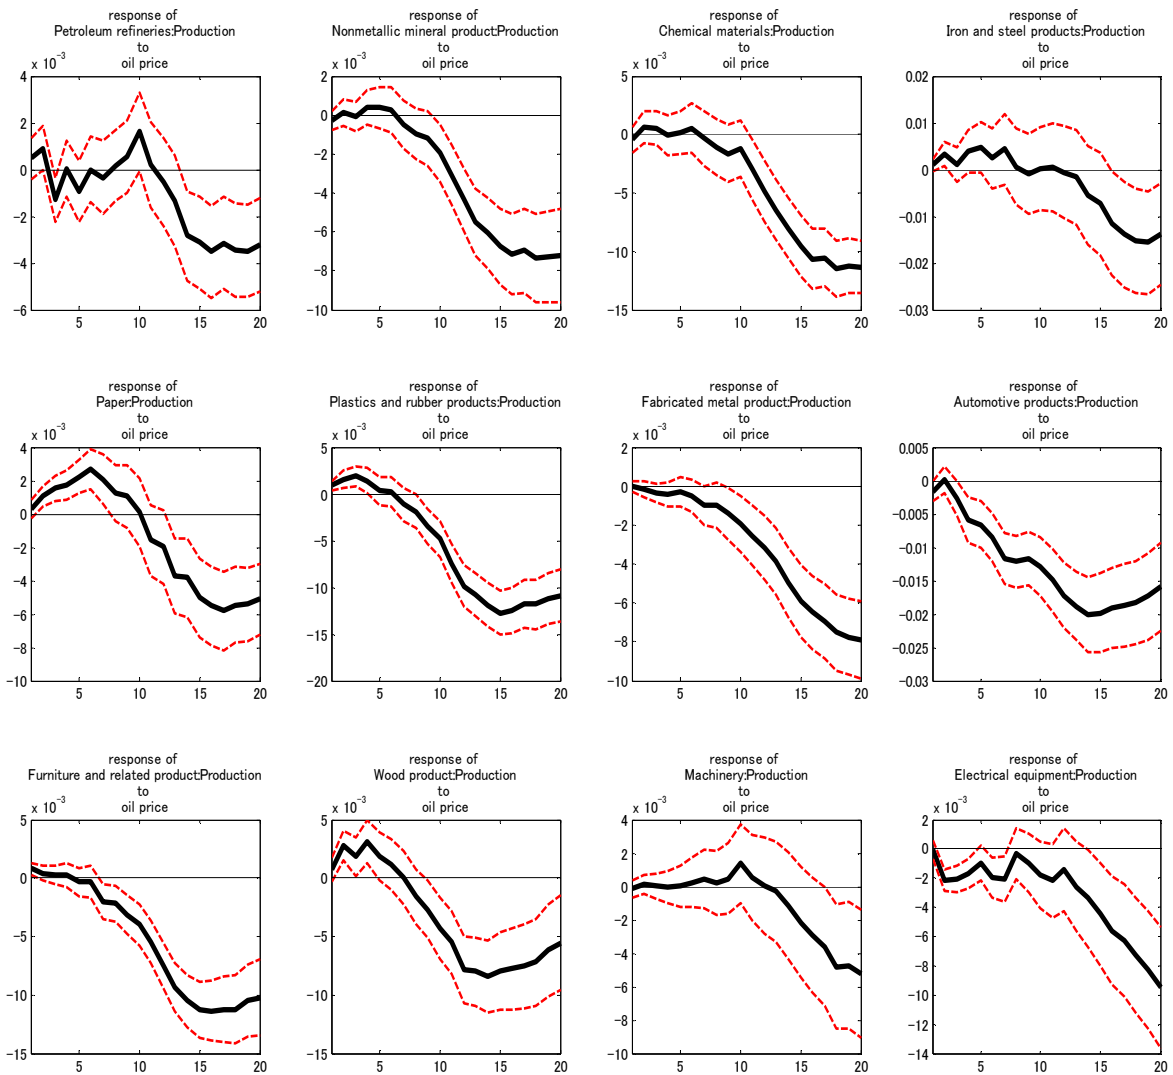 response of
Petroleum refineries:Production
to
oil price
x 10⁻³
4
2
0
−2
−4
−6
5 10 15 20
response of
Nonmetallic mineral product:Production
to
oil price
x 10⁻³
2
0
−2
−4
−6
−8
−10
5 10 15 20
response of
Chemical materials:Production
to
oil price
x 10⁻³
5
0
−5
−10
−15
5 10 15 20
response of
Iron and steel products:Production
to
oil price
0.02
0.01
0
−0.01
−0.02
−0.03
5 10 15 20
response of
Paper:Production
to
oil price
x 10⁻³
4
2
0
−2
−4
−6
−8
−10
5 10 15 20
response of
Plastics and rubber products:Production
to
oil price
x 10⁻³
5
0
−5
−10
−15
−20
5 10 15 20
response of
Fabricated metal product:Production
to
oil price
x 10⁻³
2
0
−2
−4
−6
−8
−10
5 10 15 20
response of
Automotive products:Production
to
oil price
0.005
0
−0.005
−0.01
−0.015
−0.02
−0.025
−0.03
5 10 15 20
response of
Furniture and related product:Production
to
oil price
x 10⁻³
5
0
−5
−10
−15
5 10 15 20
response of
Wood product:Production
to
oil price
x 10⁻³
5
0
−5
−10
−15
5 10 15 20
response of
Machinery:Production
to
oil price
x 10⁻³
4
2
0
−2
−4
−6
−8
−10
5 10 15 20
response of
Electrical equipment:Production
to
oil price
x 10⁻³
2
0
−2
−4
−6
−8
−10
−12
−14
5 10 15 20